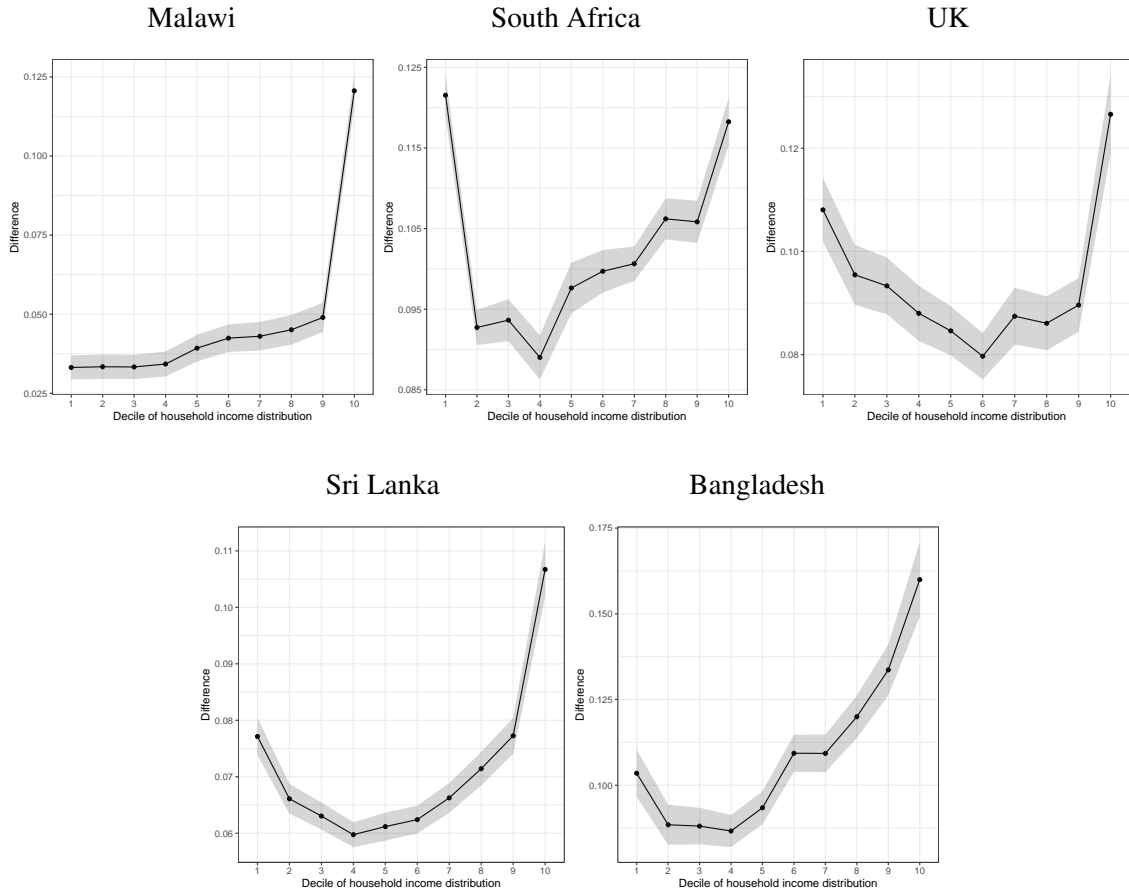 Malawi
South Africa
UK
Difference
0.125
0.100
0.075
0.050
0.025
1 2 3 4 5 6 7 8 9 10
Decile of household income distribution
Difference
0.125
0.115
0.105
0.095
0.085
1 2 3 4 5 6 7 8 9 10
Decile of household income distribution
Difference
0.12
0.10
0.08
1 2 3 4 5 6 7 8 9 10
Decile of household income distribution
Sri Lanka
Bangladesh
Difference
0.11
0.10
0.09
0.08
0.07
0.06
1 2 3 4 5 6 7 8 9 10
Decile of household income distribution
Difference
0.175
0.150
0.125
0.100
1 2 3 4 5 6 7 8 9 10
Decile of household income distribution